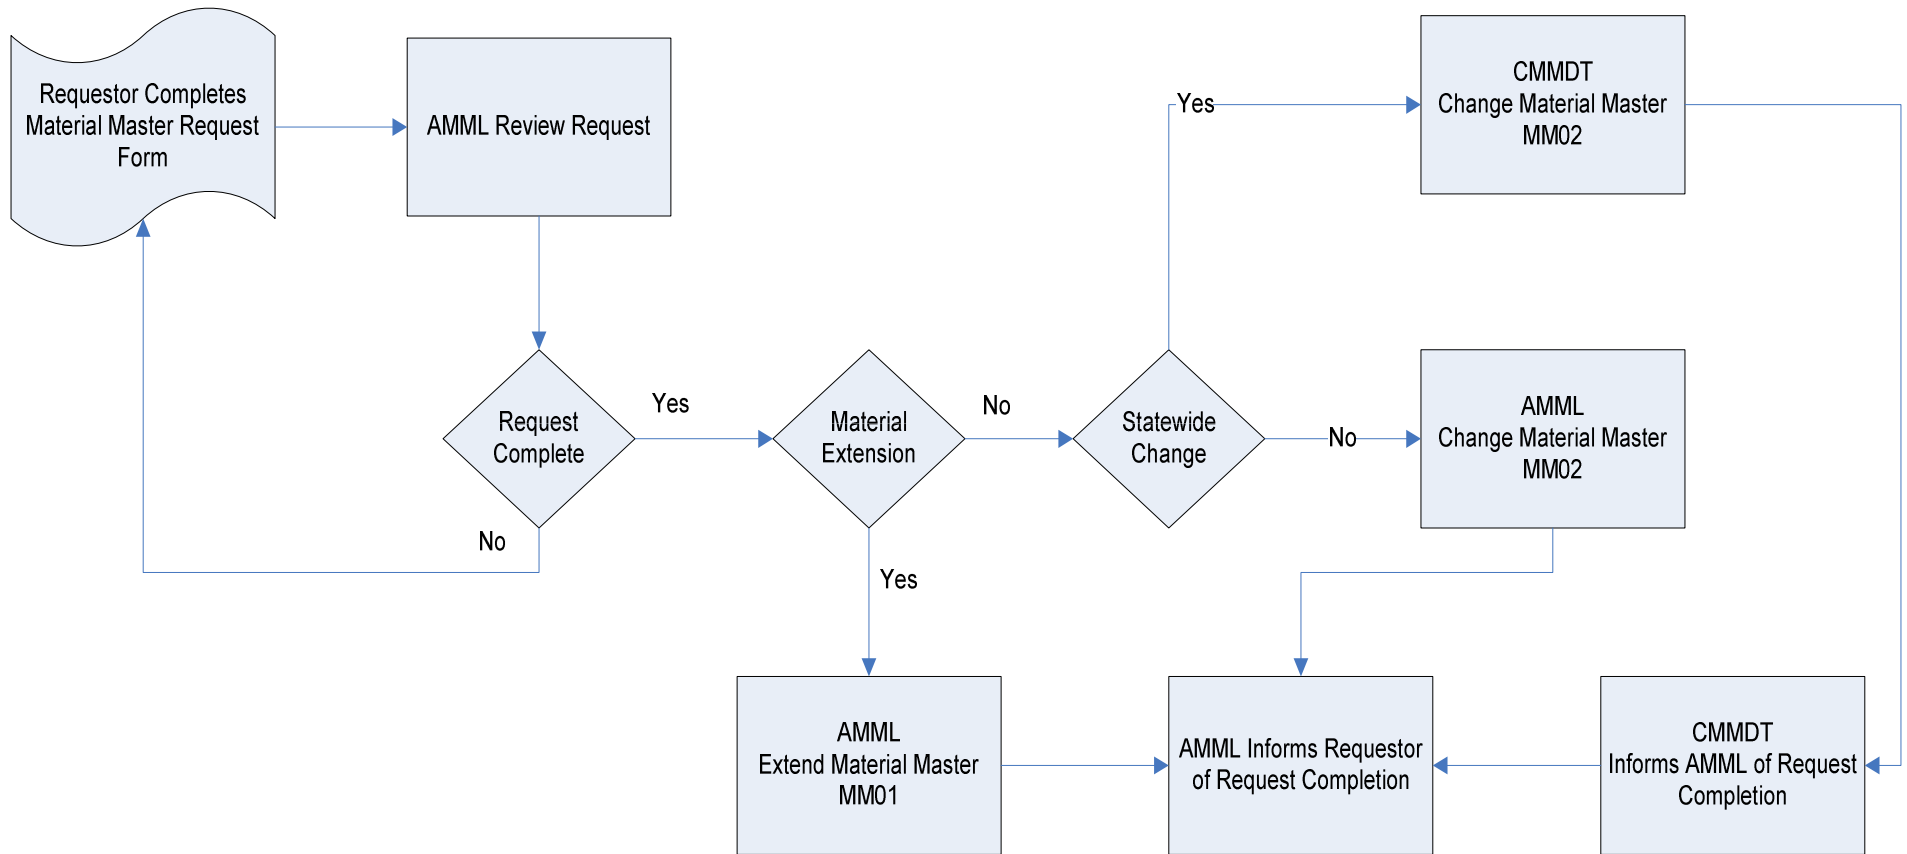 Requestor Completes
Material Master Request
Form
AMML Review Request
CMMDT
Change Material Master
MM02
Yes
Request
Complete
Yes
Material
Extension
No
Statewide
Change
No
AMML
Change Material Master
MM02
No
Yes
AMML
Extend Material Master
MM01
AMML Informs Requestor
of Request Completion
CMMDT
Informs AMML of Request
Completion